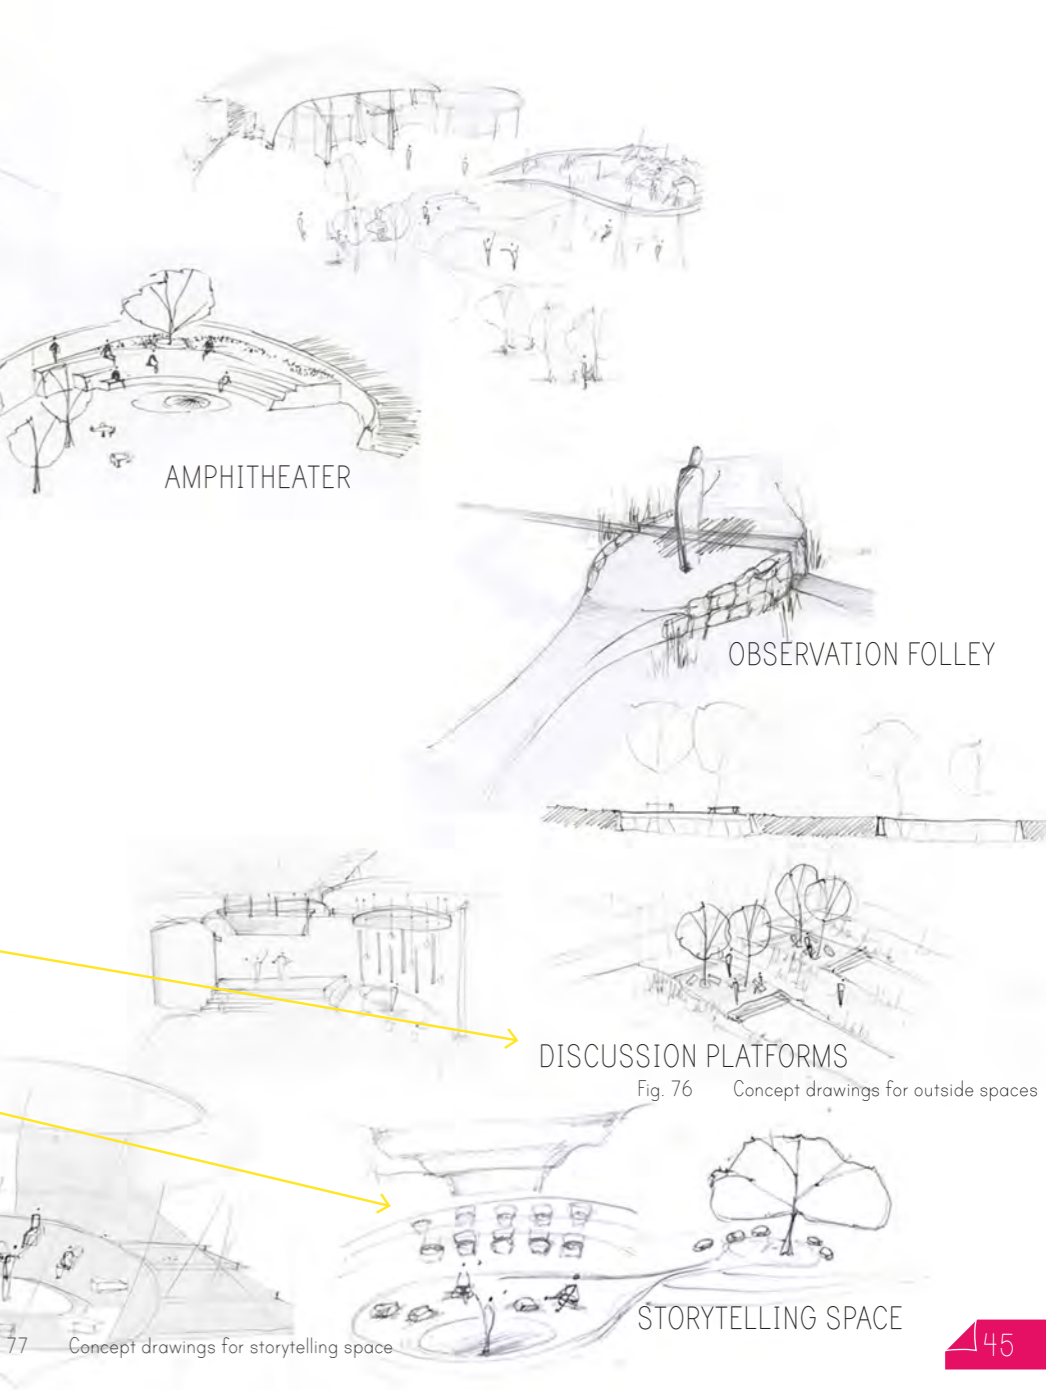 AMPHITHEATER
OBSERVATION FOLLEY
DISCUSSION PLATFORMS
Fig. 76 Concept drawings for outside spaces
STORYTELLING SPACE
77 Concept drawings for storytelling space
45